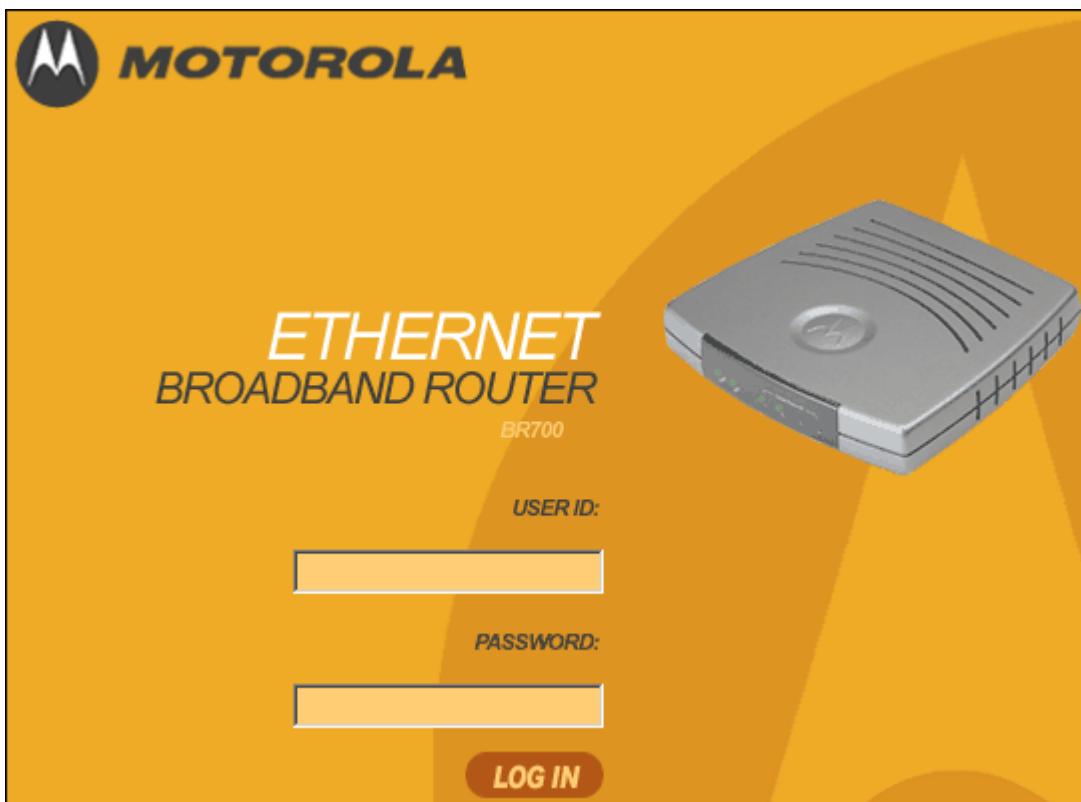 MOTOROLA
ETHERNET
BROADBAND ROUTER
BR700
USER ID:
PASSWORD:
LOG IN